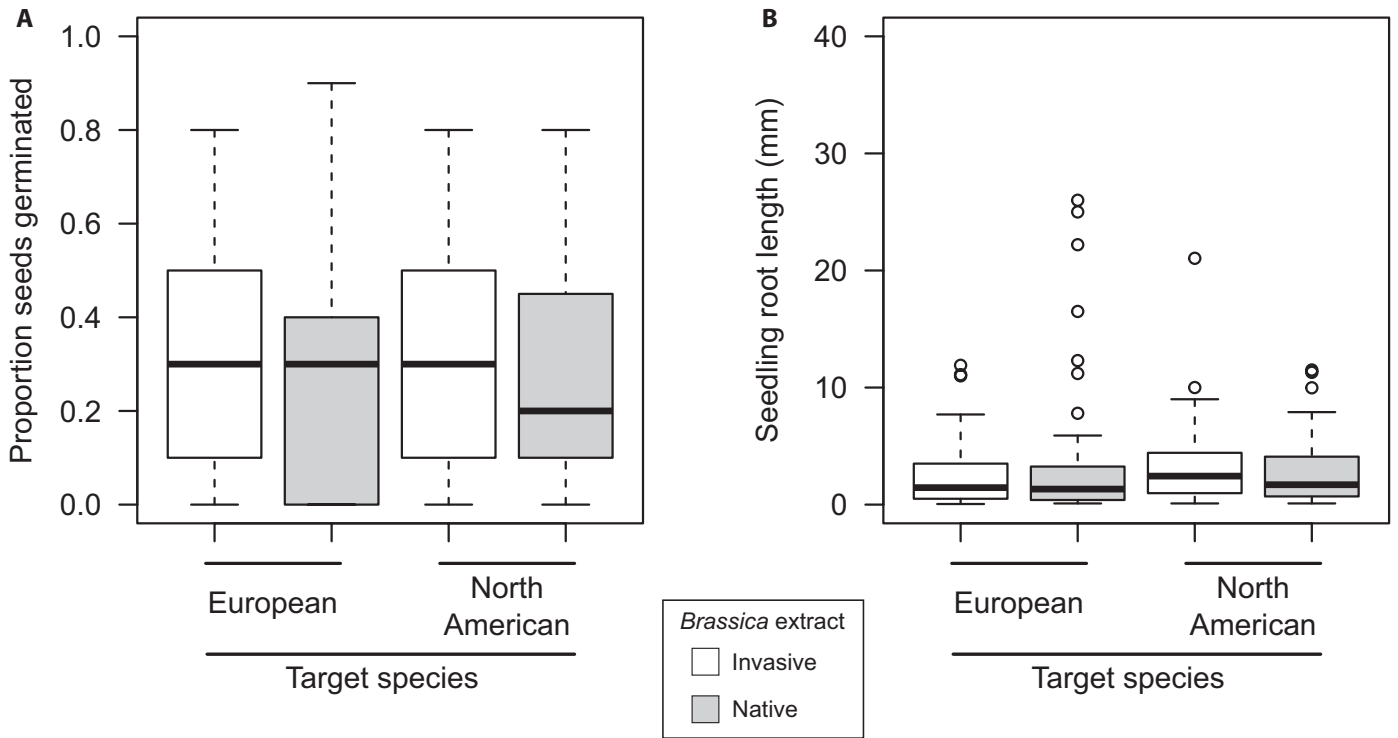 A
Proportion seeds germinated
1.0
0.8
0.6
0.4
0.2
0.0
European
North
American
Target species
B
Seedling root length (mm)
40
30
20
10
0
European
North
American
Target species
Brassica extract
Invasive
Native